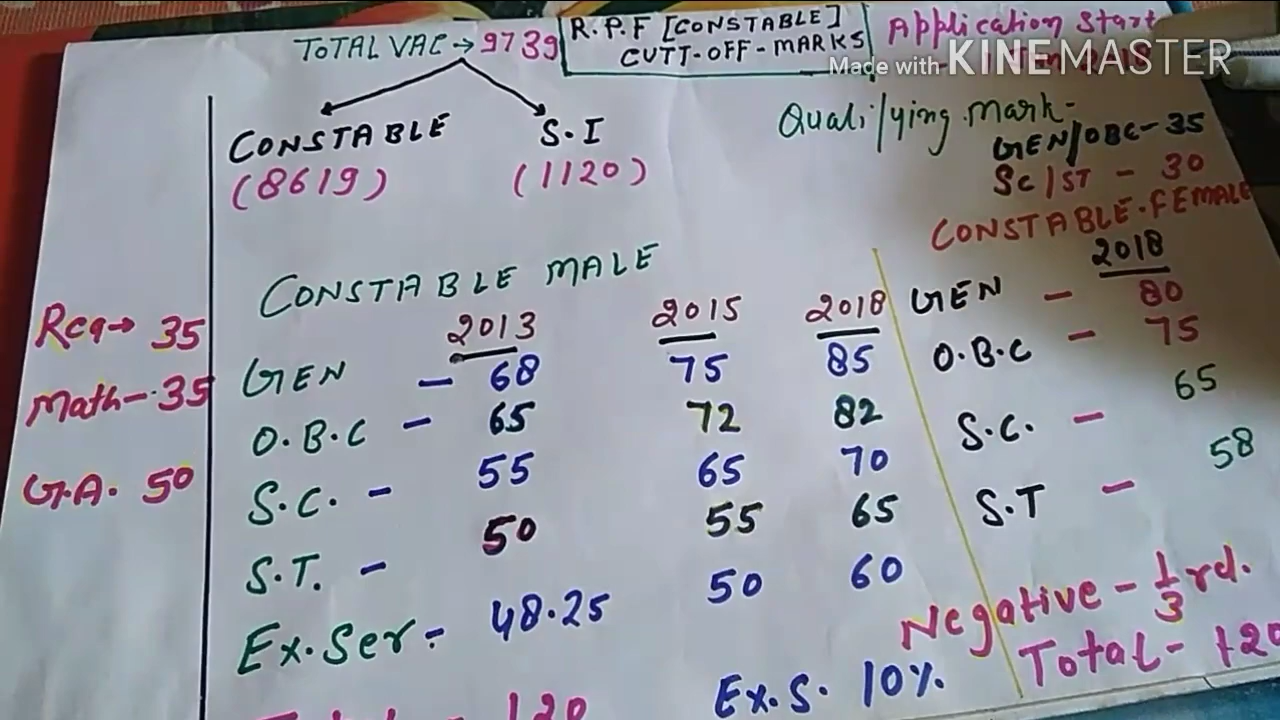 TOTAL VAC → 9739
R.P.F [CONSTABLE]
CUTT-OFF-MARKS
Application Start
Made with KINEMASTER
CONSTABLE S.I
(8619) (1120)
Qualifying Mark-
GEN/OBC-35
SC/ST - 30
Rea→ 35
Math-35
G.A. 50
CONSTABLE MALE
2013 2015 2018
GEN - 68 75 85
O.B.C - 65 72 82
S.C. - 55 65 70
S.T. - 50 55 65
Ex.Ser- 48.25 50 60
CONSTABLE.FEMALE
2018
GEN - 80
O.B.C - 75
S.C. - 65
S.T - 58
Negative - 1/3 rd.
Total - 120
Ex.S. 10%.
120